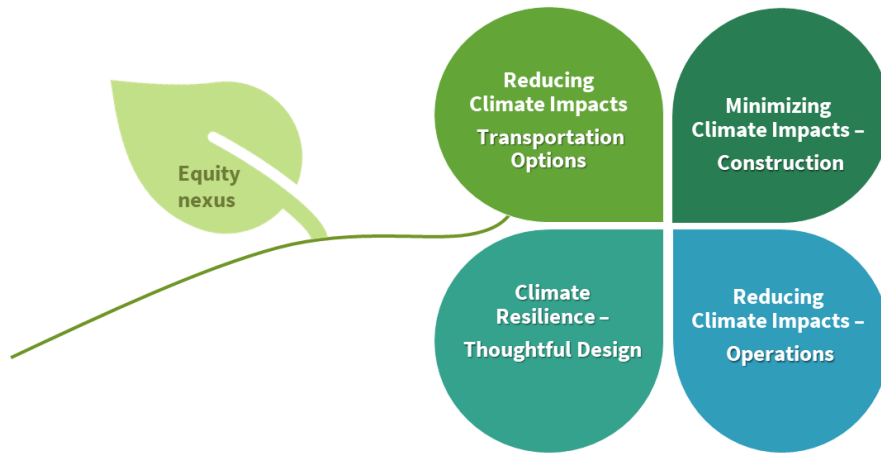 Equity
nexus
Reducing
Climate Impacts
Transportation
Options
Minimizing
Climate Impacts –
Construction
Climate
Resilience –
Thoughtful Design
Reducing
Climate Impacts –
Operations